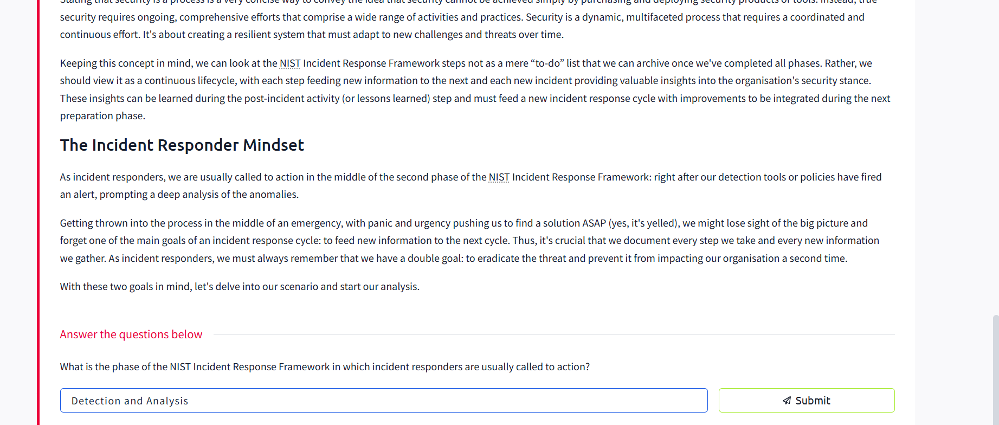 Stating that security is a process is a very concise way to convey the idea that security cannot be achieved simply by purchasing and deploying security products or tools. Instead, true
security requires ongoing, comprehensive efforts that comprise a wide range of activities and practices. Security is a dynamic, multifaceted process that requires a coordinated and
continuous effort. It's about creating a resilient system that must adapt to new challenges and threats over time.
Keeping this concept in mind, we can look at the NIST Incident Response Framework steps not as a mere “to-do” list that we can archive once we've completed all phases. Rather, we
should view it as a continuous lifecycle, with each step feeding new information to the next and each new incident providing valuable insights into the organisation's security stance.
These insights can be learned during the post-incident activity (or lessons learned) step and must feed a new incident response cycle with improvements to be integrated during the next
preparation phase.
The Incident Responder Mindset
As incident responders, we are usually called to action in the middle of the second phase of the NIST Incident Response Framework: right after our detection tools or policies have fired
an alert, prompting a deep analysis of the anomalies.
Getting thrown into the process in the middle of an emergency, with panic and urgency pushing us to find a solution ASAP (yes, it's yelled), we might lose sight of the big picture and
forget one of the main goals of an incident response cycle: to feed new information to the next cycle. Thus, it's crucial that we document every step we take and every new information
we gather. As incident responders, we must always remember that we have a double goal: to eradicate the threat and prevent it from impacting our organisation a second time.
With these two goals in mind, let's delve into our scenario and start our analysis.
Answer the questions below
What is the phase of the NIST Incident Response Framework in which incident responders are usually called to action?
Detection and Analysis
Submit